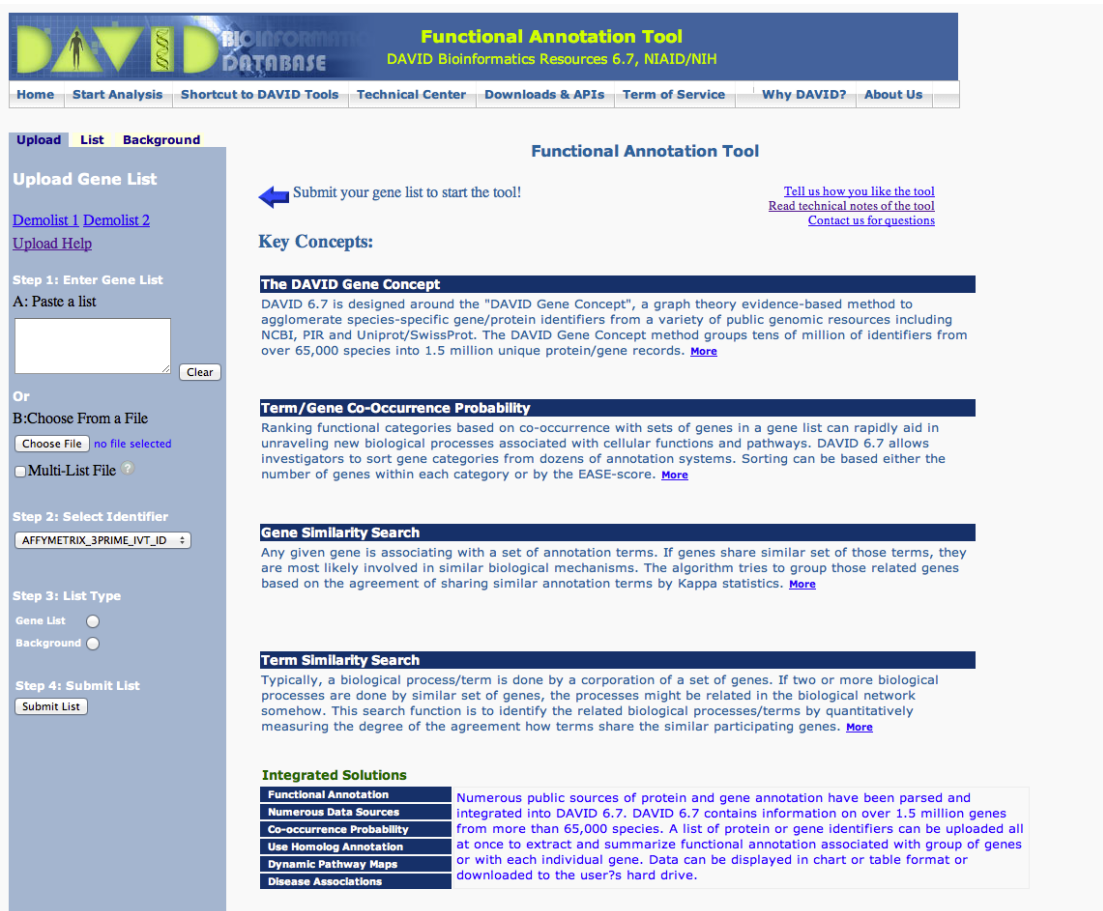 DAVID BIOINFORMATICS
DATABASE
Functional Annotation Tool
DAVID Bioinformatics Resources 6.7, NIAID/NIH
Home Start Analysis Shortcut to DAVID Tools Technical Center Downloads & APIs Term of Service Why DAVID? About Us
Upload List Background
Upload Gene List
Demolist 1 Demolist 2
Upload Help
Step 1: Enter Gene List
A: Paste a list
Clear
Or
B:Choose From a File
Choose File no file selected
Multi-List File ?
Step 2: Select Identifier
AFFYMETRIX_3PRIME_IVT_ID
Step 3: List Type
Gene List
Background
Step 4: Submit List
Submit List
Functional Annotation Tool
Submit your gene list to start the tool!
Tell us how you like the tool
Read technical notes of the tool
Contact us for questions
Key Concepts:
The DAVID Gene Concept
DAVID 6.7 is designed around the "DAVID Gene Concept", a graph theory evidence-based method to
agglomerate species-specific gene/protein identifiers from a variety of public genomic resources including
NCBI, PIR and Uniprot/SwissProt. The DAVID Gene Concept method groups tens of million of identifiers from
over 65,000 species into 1.5 million unique protein/gene records. More
Term/Gene Co-Occurrence Probability
Ranking functional categories based on co-occurrence with sets of genes in a gene list can rapidly aid in
unraveling new biological processes associated with cellular functions and pathways. DAVID 6.7 allows
investigators to sort gene categories from dozens of annotation systems. Sorting can be based either the
number of genes within each category or by the EASE-score. More
Gene Similarity Search
Any given gene is associating with a set of annotation terms. If genes share similar set of those terms, they
are most likely involved in similar biological mechanisms. The algorithm tries to group those related genes
based on the agreement of sharing similar annotation terms by Kappa statistics. More
Term Similarity Search
Typically, a biological process/term is done by a corporation of a set of genes. If two or more biological
processes are done by similar set of genes, the processes might be related in the biological network
somehow. This search function is to identify the related biological processes/terms by quantitatively
measuring the degree of the agreement how terms share the similar participating genes. More
Integrated Solutions
Functional Annotation
Numerous Data Sources
Co-occurrence Probability
Use Homolog Annotation
Dynamic Pathway Maps
Disease Associations
Numerous public sources of protein and gene annotation have been parsed and
integrated into DAVID 6.7. DAVID 6.7 contains information on over 1.5 million genes
from more than 65,000 species. A list of protein or gene identifiers can be uploaded all
at once to extract and summarize functional annotation associated with group of genes
or with each individual gene. Data can be displayed in chart or table format or
downloaded to the user?s hard drive.